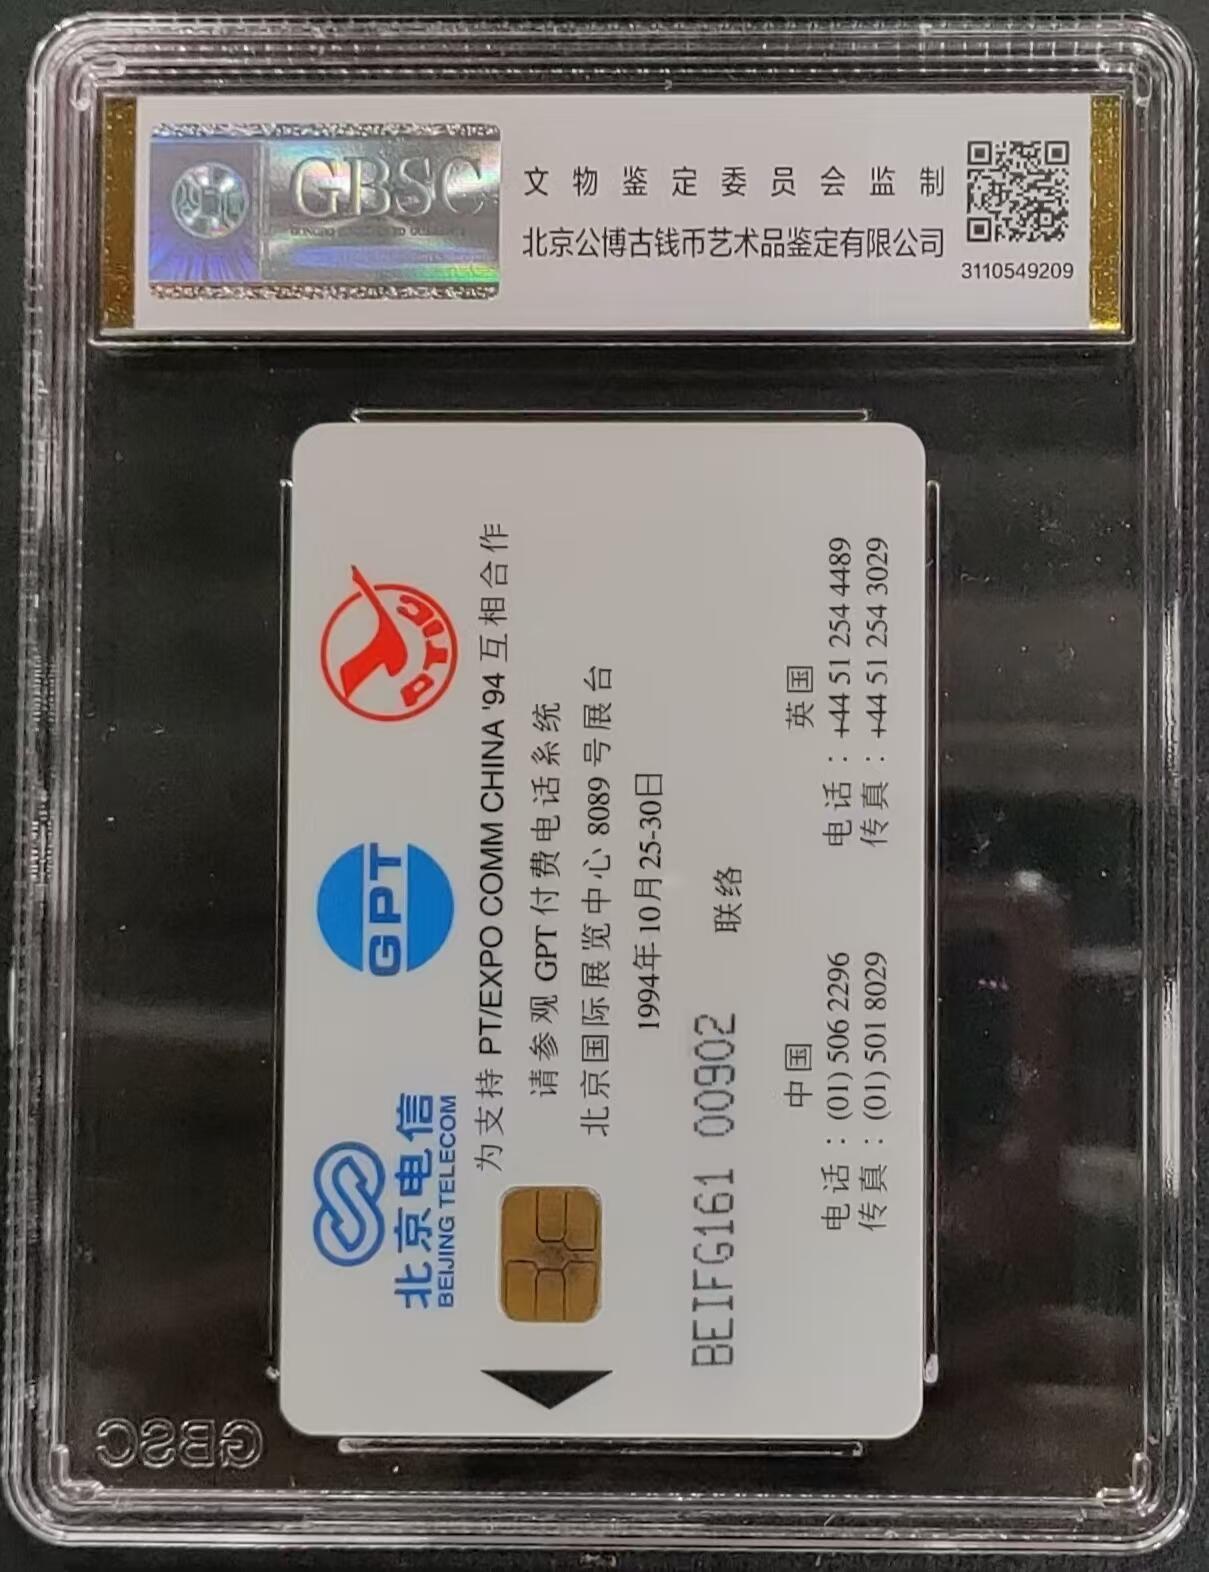 GBSC
文物鉴定委员会监制
北京公博古钱币艺术品鉴定有限公司
3110549209
北京电信
BEIJING TELECOM
GPT
为支持 PT/EXPO COMM CHINA '94 互相合作
请参观 GPT 付费电话系统
北京国际展览中心 8089 号展台
1994年10月25-30日
BEIFG161 00902
联络
中国
电话：(01) 506 2296
传真：(01) 501 8029
英国
电话：+44 51 254 4489
传真：+44 51 254 3029
GBSC